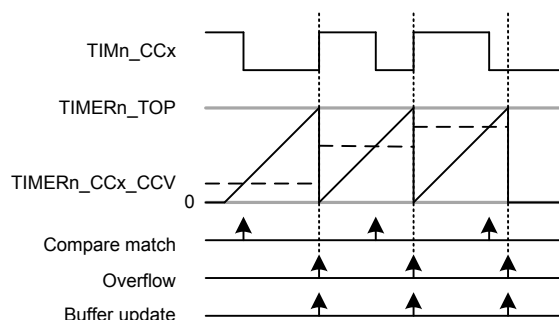 TIMn_CCx
TIMERn_TOP
TIMERn_CCx_CCV
0
Compare match
Overflow
Buffer update